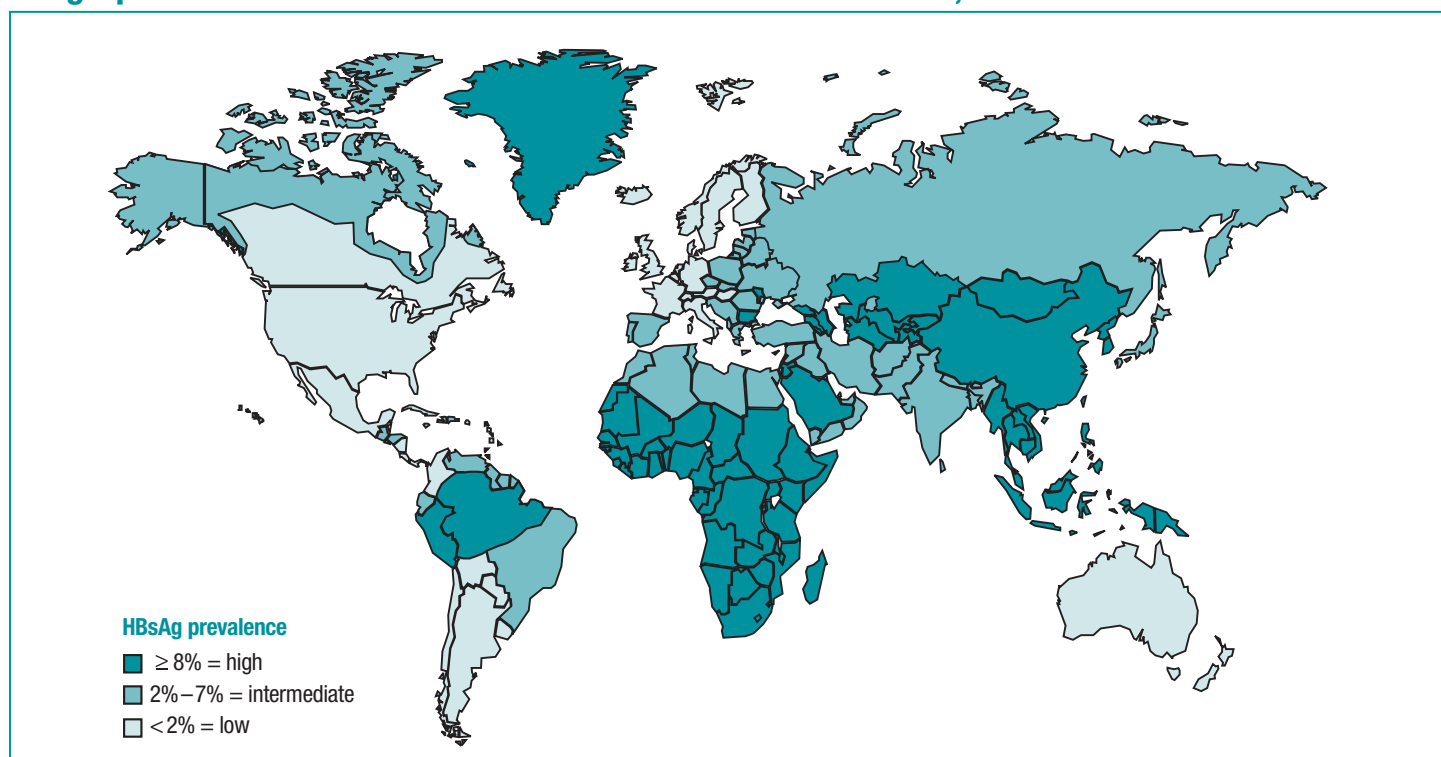 HBsAg prevalence
≥ 8% = high
2%–7% = intermediate
<2% = low